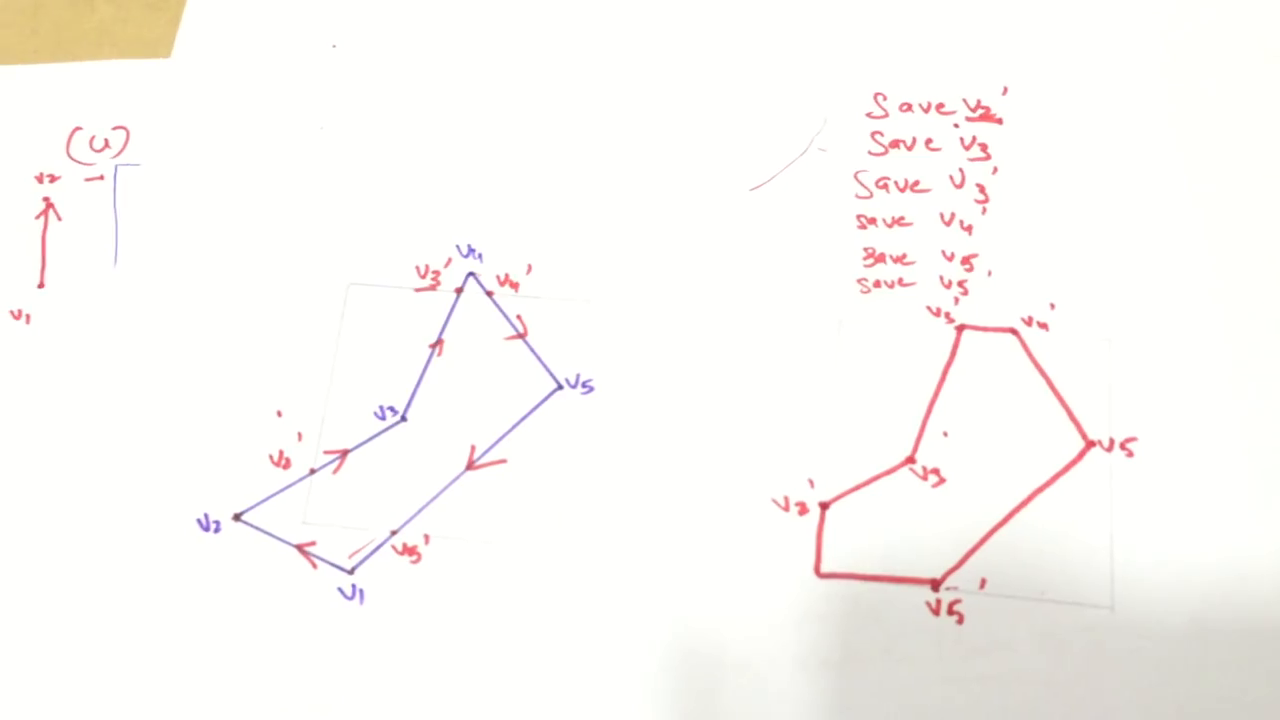 (u)
v2
v1
Save v2'
Save v3
Save v3'
save v4'
save v5
save v5'
v4
v3' v4'
v5
v3
v2'
v2
v5'
v1
v3' v4'
v5
v3
v2'
v5'